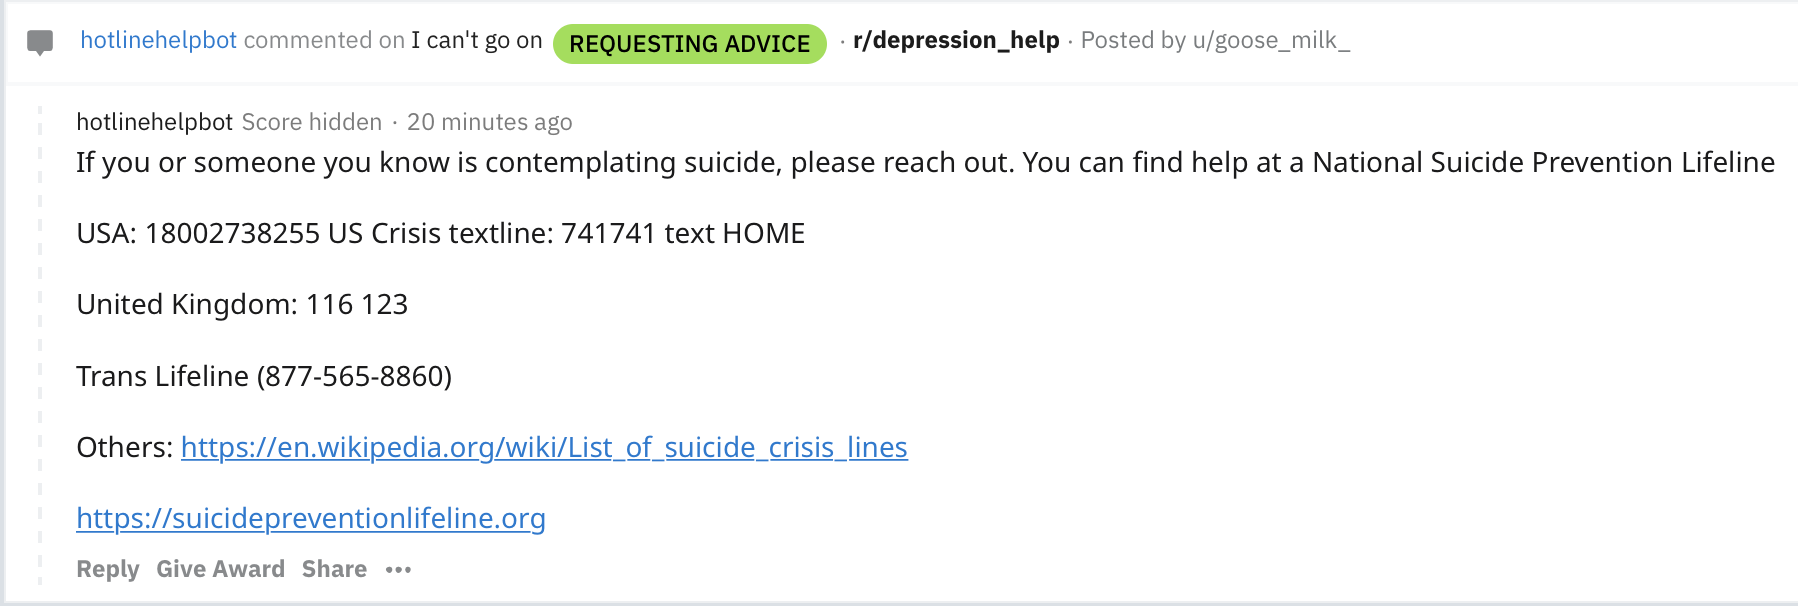 hotlinehelpbot commented on I can't go on REQUESTING ADVICE · r/depression_help · Posted by u/goose_milk_
hotlinehelpbot Score hidden · 20 minutes ago
If you or someone you know is contemplating suicide, please reach out. You can find help at a National Suicide Prevention Lifeline
USA: 18002738255 US Crisis textline: 741741 text HOME
United Kingdom: 116 123
Trans Lifeline (877-565-8860)
Others: https://en.wikipedia.org/wiki/List_of_suicide_crisis_lines
https://suicidepreventionlifeline.org
Reply Give Award Share •••